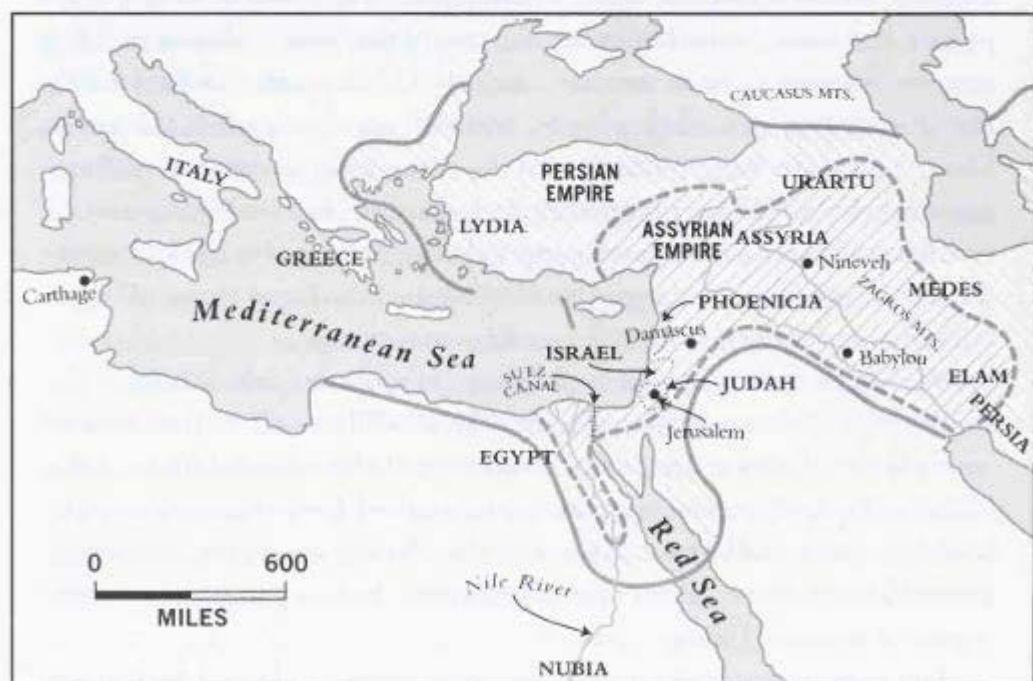 CAUCASUS MTS.
ITALY
PERSIAN
EMPIRE
URARTU
LYDIA
ASSYRIAN
EMPIRE
ASSYRIA
GREECE
Nineveh
Carthage
MEDES
PHOENICIA
ZAGROS MTS.
Mediterranean Sea
Damascus
ISRAEL
Babylon
SUEZ
CANAL
JUDAH
ELAM
Jerusalem
PERSIA
EGYPT
Red Sea
0 600
MILES
Nile River
NUBIA